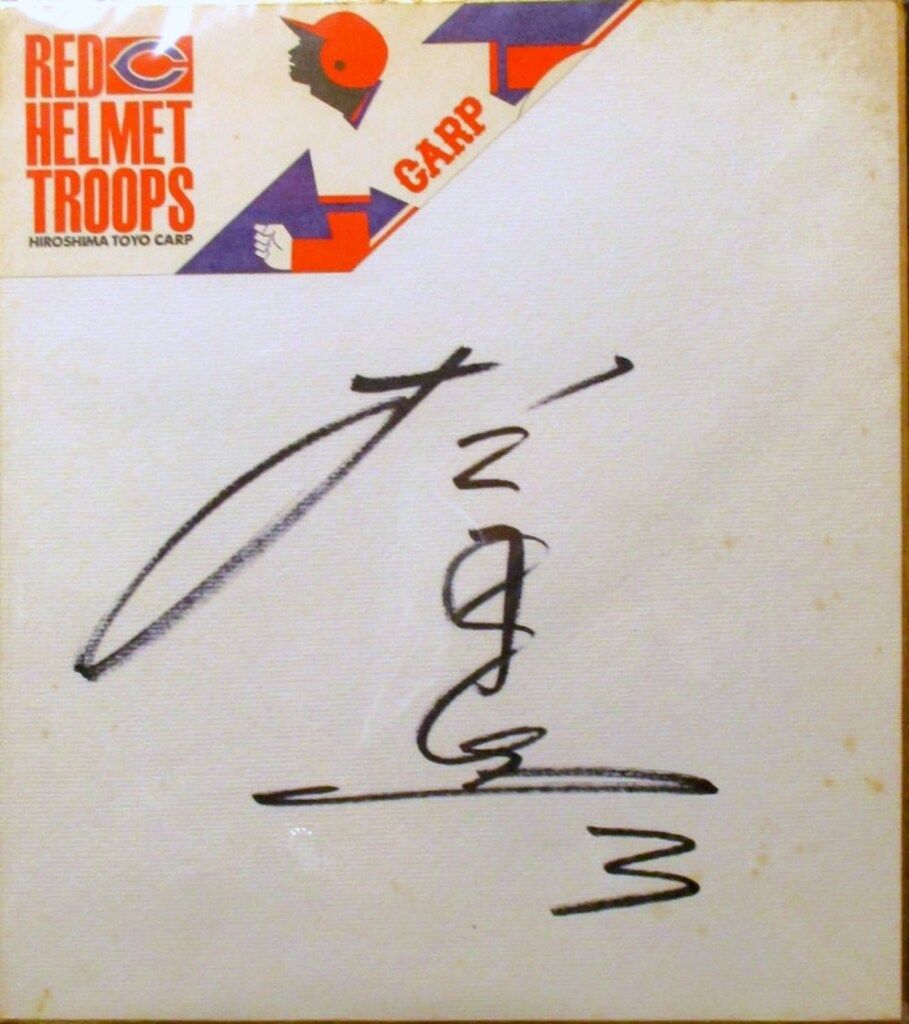 RED C
HELMET
TROOPS
HIROSHIMA TOYO CARP
CARP
3